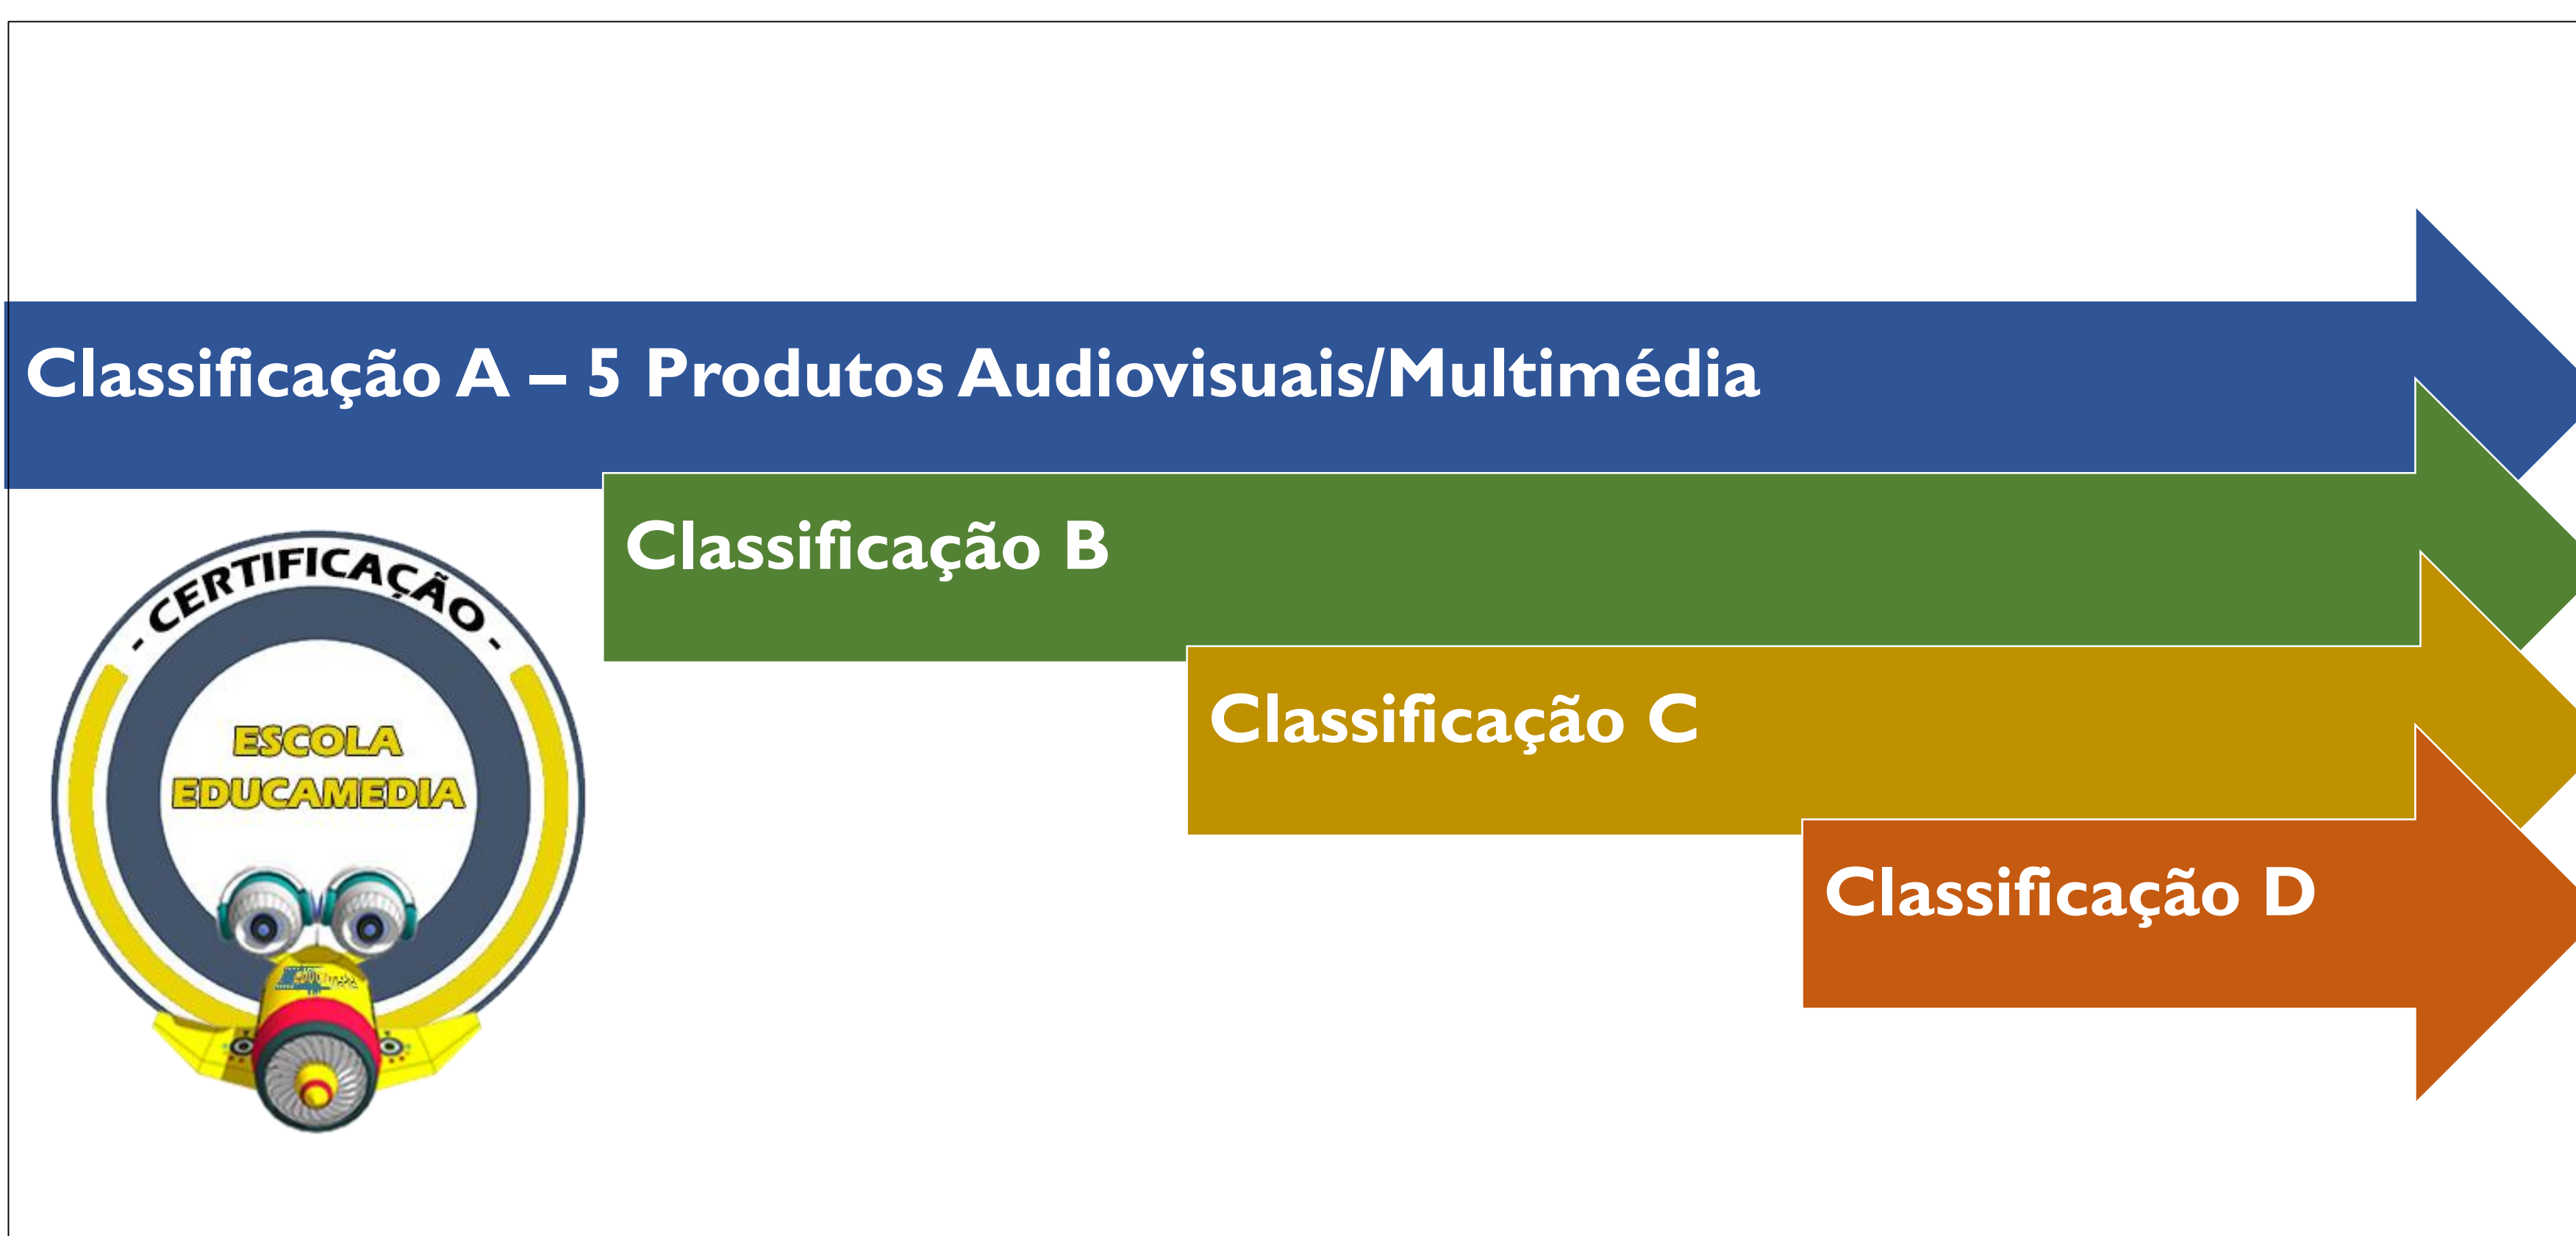 Classificação A – 5 Produtos Audiovisuais/Multimédia
Classificação B
- CERTIFICAÇÃO -
Classificação C
ESCOLA
EDUCAMEDIA
Classificação D